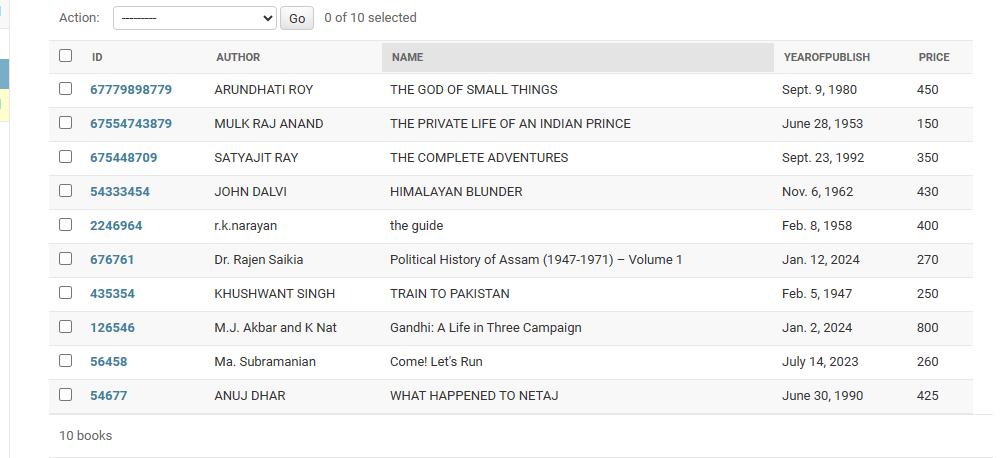 Action: --------- Go 0 of 10 selected
ID AUTHOR NAME YEAROFPUBLISH PRICE
67779898779 ARUNDHATI ROY THE GOD OF SMALL THINGS Sept. 9, 1980 450
67554743879 MULK RAJ ANAND THE PRIVATE LIFE OF AN INDIAN PRINCE June 28, 1953 150
675448709 SATYAJIT RAY THE COMPLETE ADVENTURES Sept. 23, 1992 350
54333454 JOHN DALVI HIMALAYAN BLUNDER Nov. 6, 1962 430
2246964 r.k.narayan the guide Feb. 8, 1958 400
676761 Dr. Rajen Saikia Political History of Assam (1947-1971) – Volume 1 Jan. 12, 2024 270
435354 KHUSHWANT SINGH TRAIN TO PAKISTAN Feb. 5, 1947 250
126546 M.J. Akbar and K Nat Gandhi: A Life in Three Campaign Jan. 2, 2024 800
56458 Ma. Subramanian Come! Let's Run July 14, 2023 260
54677 ANUJ DHAR WHAT HAPPENED TO NETAJ June 30, 1990 425
10 books